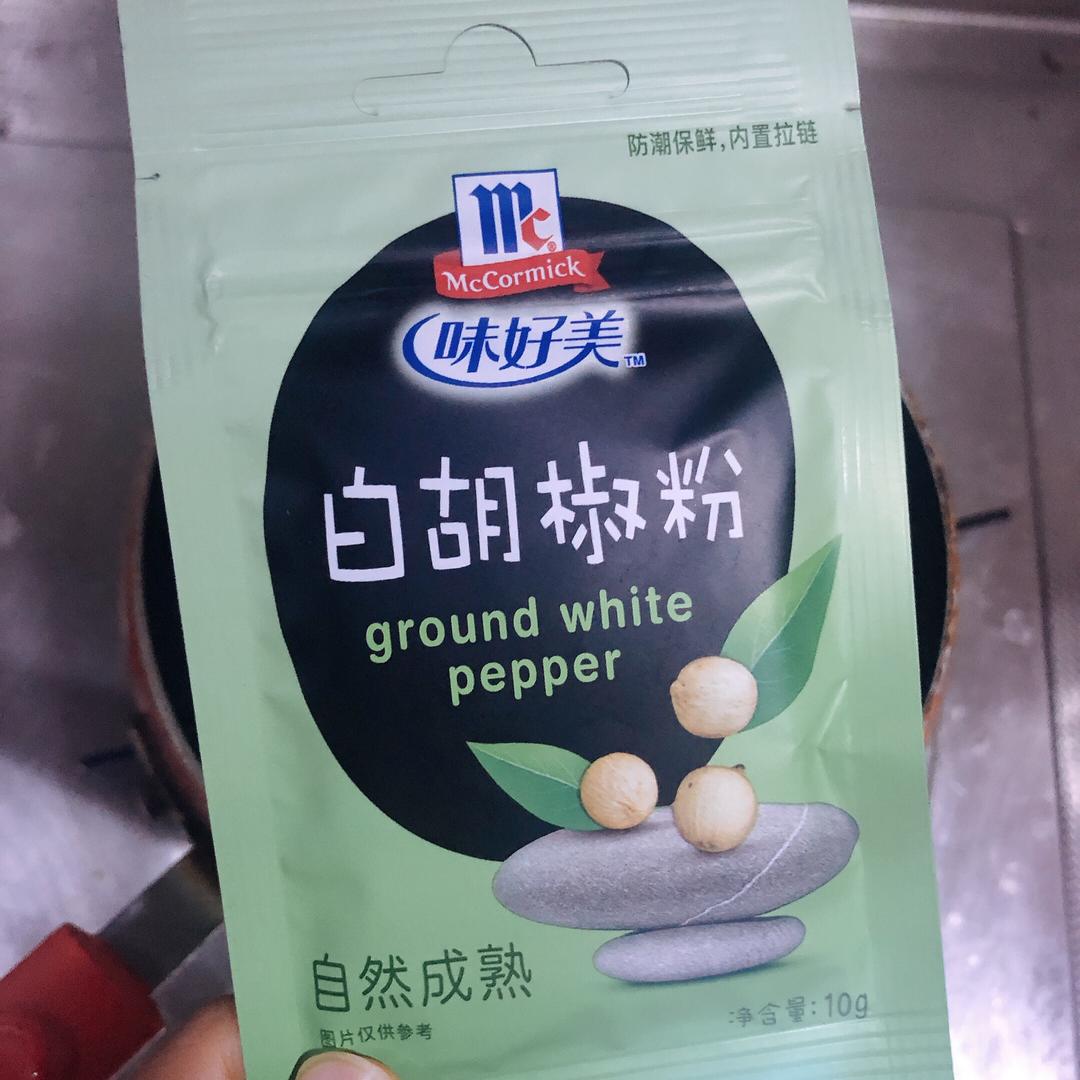 防潮保鲜,内置拉链
Mc®
McCormick
味好美™
白胡椒粉
ground white
pepper
自然成熟
图片仅供参考
净含量:10g